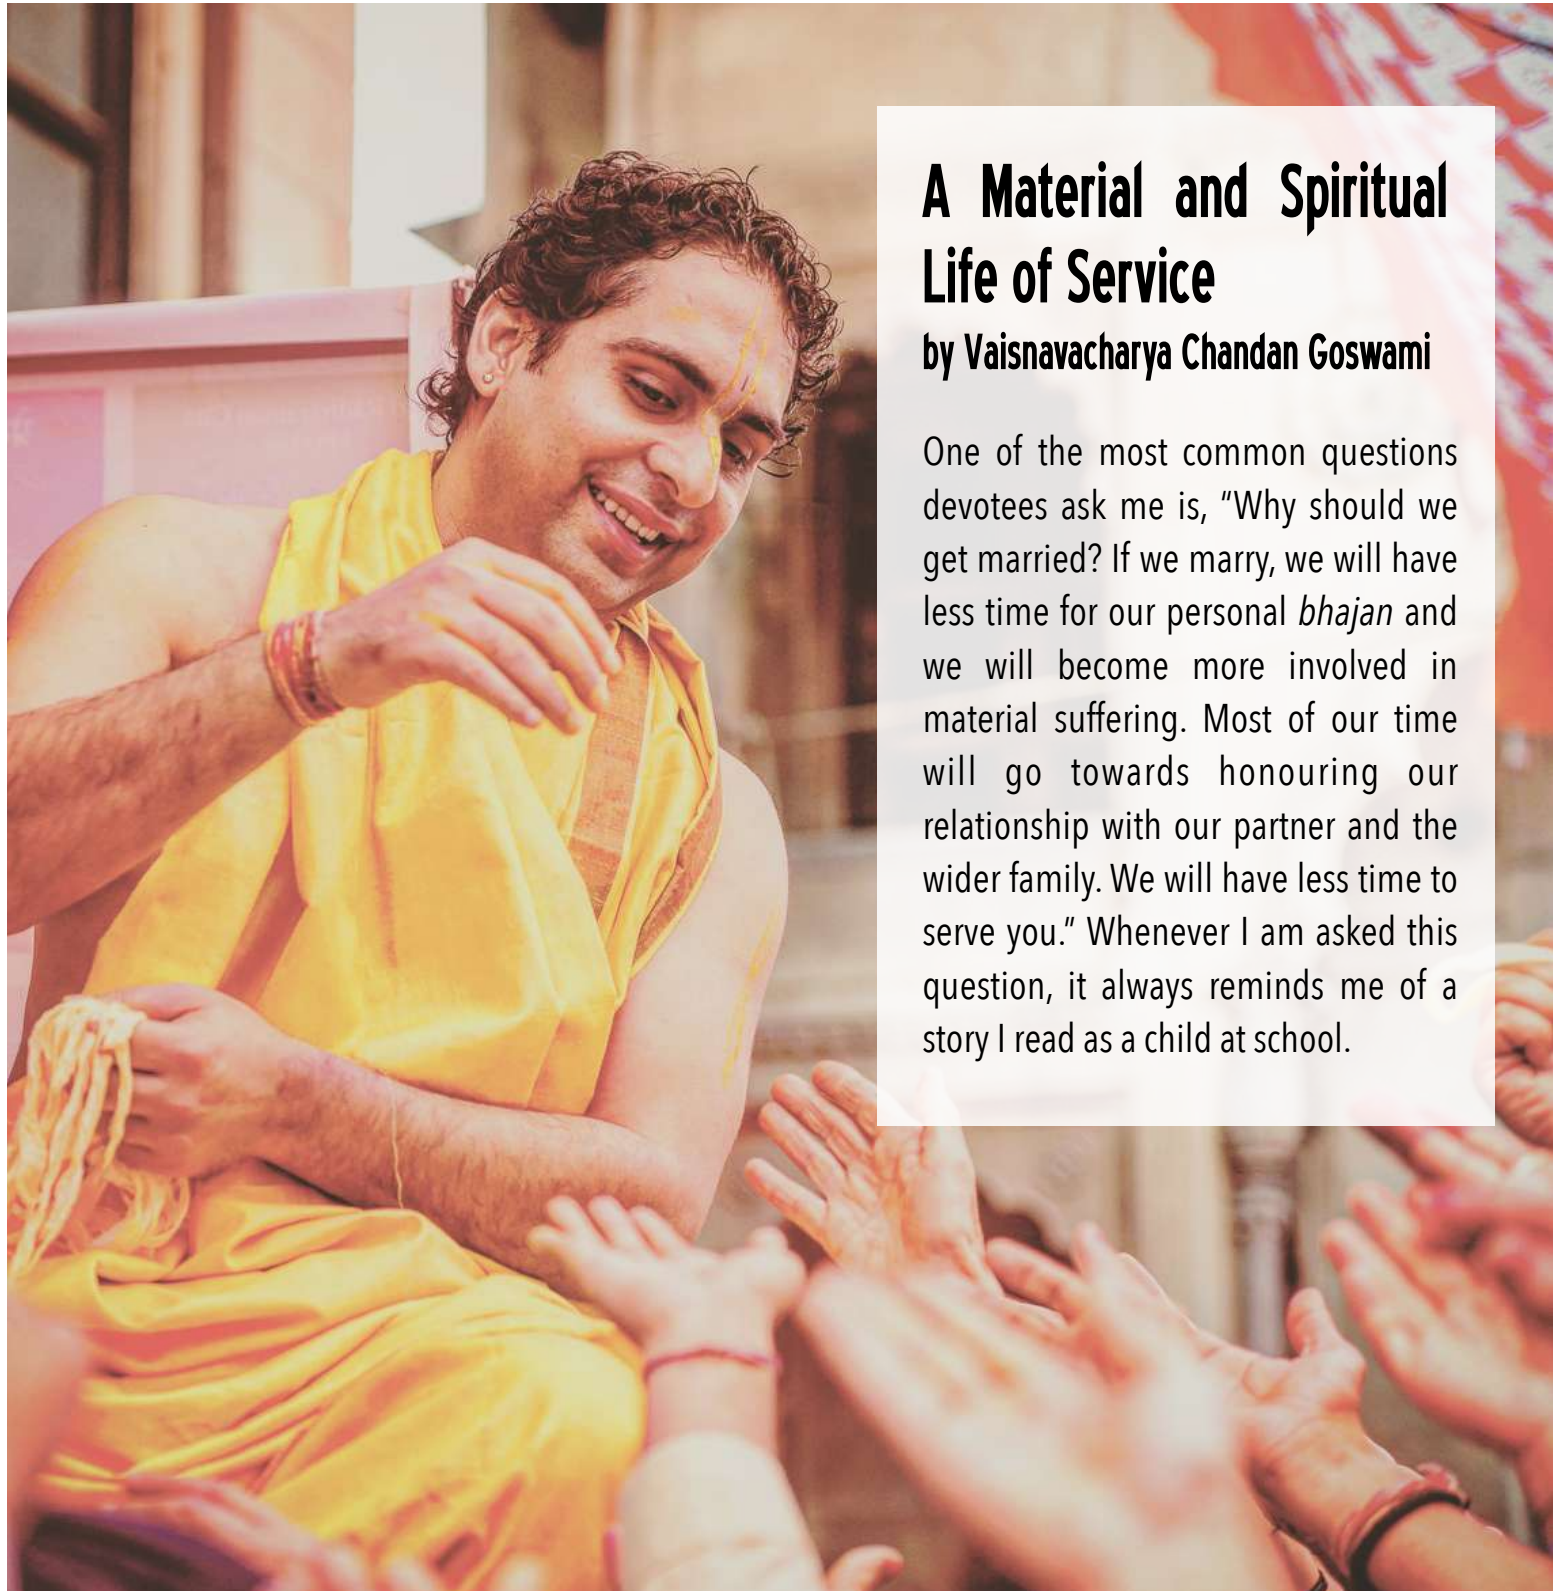 A Material and Spiritual
Life of Service
by Vaisnavacharya Chandan Goswami
One of the most common questions
devotees ask me is, “Why should we
get married? If we marry, we will have
less time for our personal bhajan and
we will become more involved in
material suffering. Most of our time
will go towards honouring our
relationship with our partner and the
wider family. We will have less time to
serve you.” Whenever I am asked this
question, it always reminds me of a
story I read as a child at school.